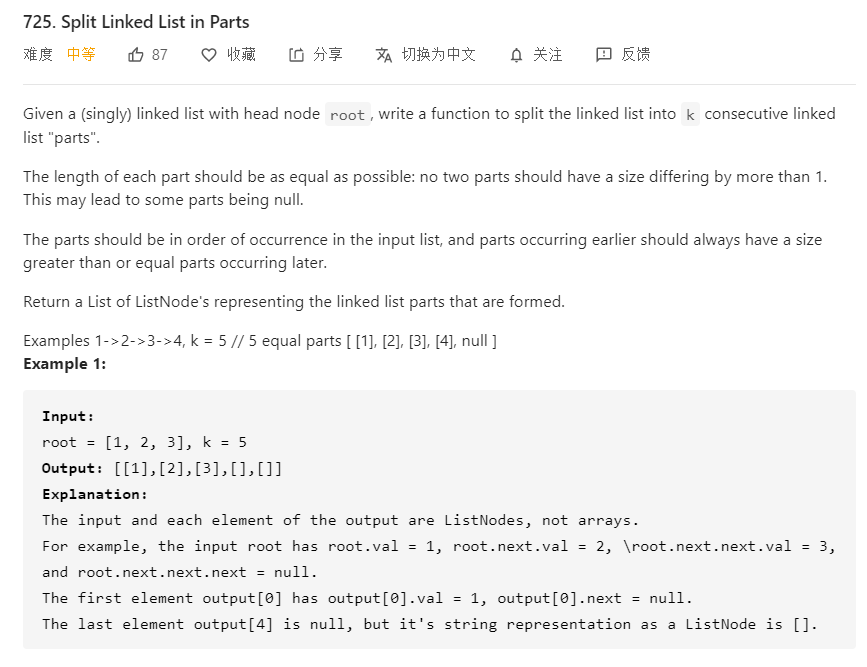 725. Split Linked List in Parts
难度 中等 87 收藏 分享 切换为中文 关注 反馈
Given a (singly) linked list with head node root, write a function to split the linked list into k consecutive linked
list "parts".
The length of each part should be as equal as possible: no two parts should have a size differing by more than 1.
This may lead to some parts being null.
The parts should be in order of occurrence in the input list, and parts occurring earlier should always have a size
greater than or equal parts occurring later.
Return a List of ListNode's representing the linked list parts that are formed.
Examples 1->2->3->4, k = 5 // 5 equal parts [ [1], [2], [3], [4], null ]
Example 1:
Input:
root = [1, 2, 3], k = 5
Output: [[1],[2],[3],[],[]]
Explanation:
The input and each element of the output are ListNodes, not arrays.
For example, the input root has root.val = 1, root.next.val = 2, \root.next.next.val = 3,
and root.next.next.next = null.
The first element output[0] has output[0].val = 1, output[0].next = null.
The last element output[4] is null, but it's string representation as a ListNode is [].